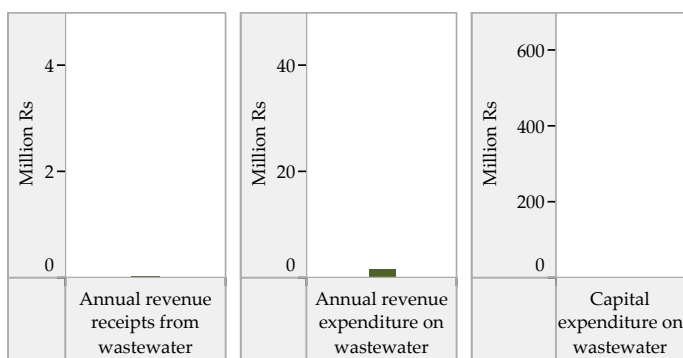 Million Rs
4
2
0
Annual revenue
receipts from
wastewater
Million Rs
40
20
0
Annual revenue
expenditure on
wastewater
Million Rs
600
400
200
0
Capital
expenditure on
wastewater